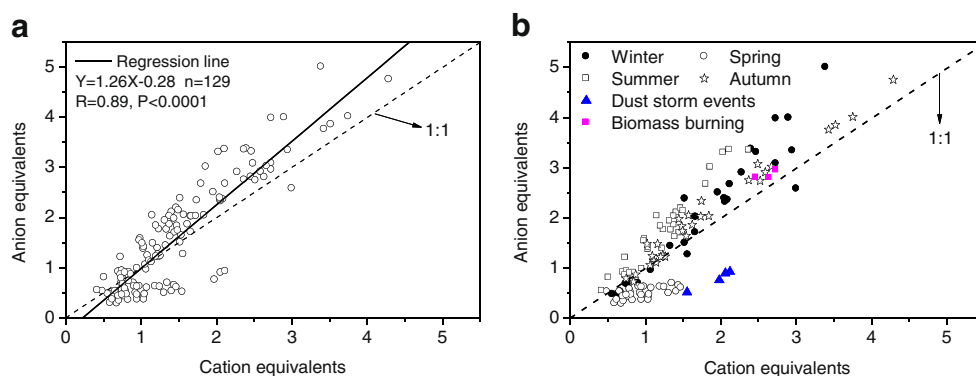 a
Regression line
Y=1.26X-0.28 n=129
R=0.89, P<0.0001
1:1
Anion equivalents
5
4
3
2
1
0
0 1 2 3 4 5
Cation equivalents
b
Winter Spring
Summer Autumn
Dust storm events
Biomass burning
1:1
Anion equivalents
5
4
3
2
1
0
0 1 2 3 4 5
Cation equivalents